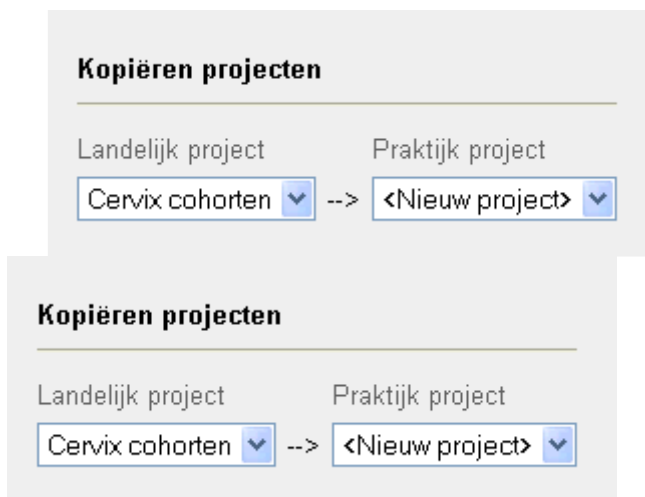 Kopiëren projecten
Landelijk project Praktijk project
Cervix cohorten --> <Nieuw project>
Kopiëren projecten
Landelijk project Praktijk project
Cervix cohorten --> <Nieuw project>